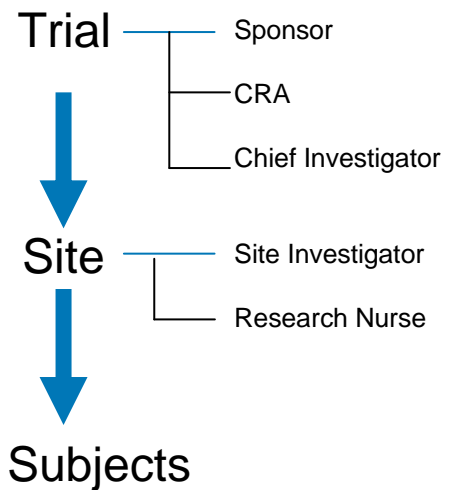 Trial
Sponsor
CRA
Chief Investigator
Site
Site Investigator
Research Nurse
Subjects